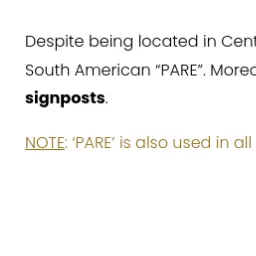 Despite being located in Cent
South American “PARE”. Moreo
signposts.
NOTE: ‘PARE’ is also used in all